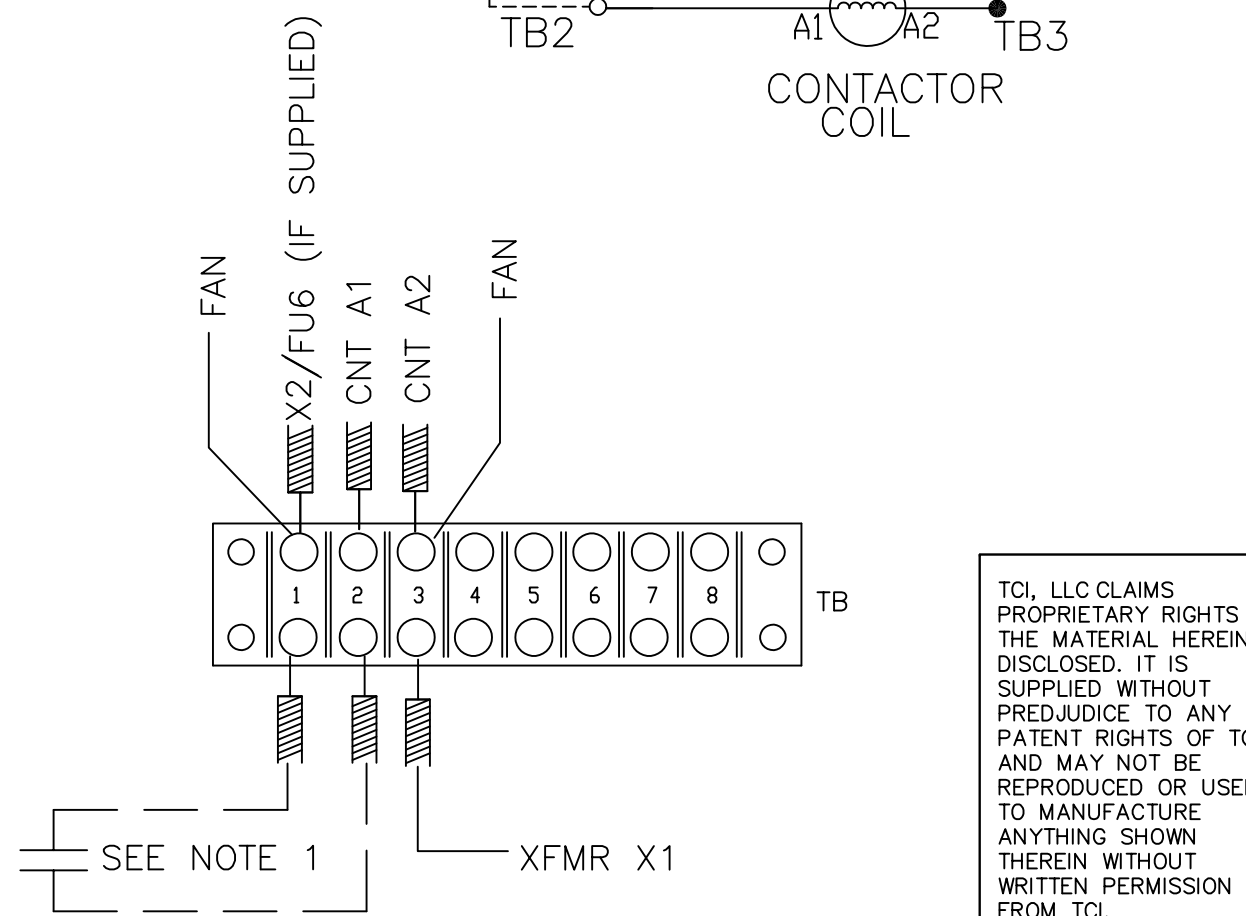 TB2
A1
A2
TB3
CONTACTOR
COIL
FAN
X2/FU6 (IF SUPPLIED)
CNT A1
CNT A2
FAN
1 2 3 4 5 6 7 8
TB
SEE NOTE 1
XFMR X1
TCI, LLC CLAIMS
PROPRIETARY RIGHTS
THE MATERIAL HEREIN
DISCLOSED. IT IS
SUPPLIED WITHOUT
PREDJUDICE TO ANY
PATENT RIGHTS OF
AND MAY NOT BE
REPRODUCED OR
TO MANUFACTURE
ANYTHING SHOWN
THEREIN WITHOUT
WRITTEN PERMISSION
FROM TCI.